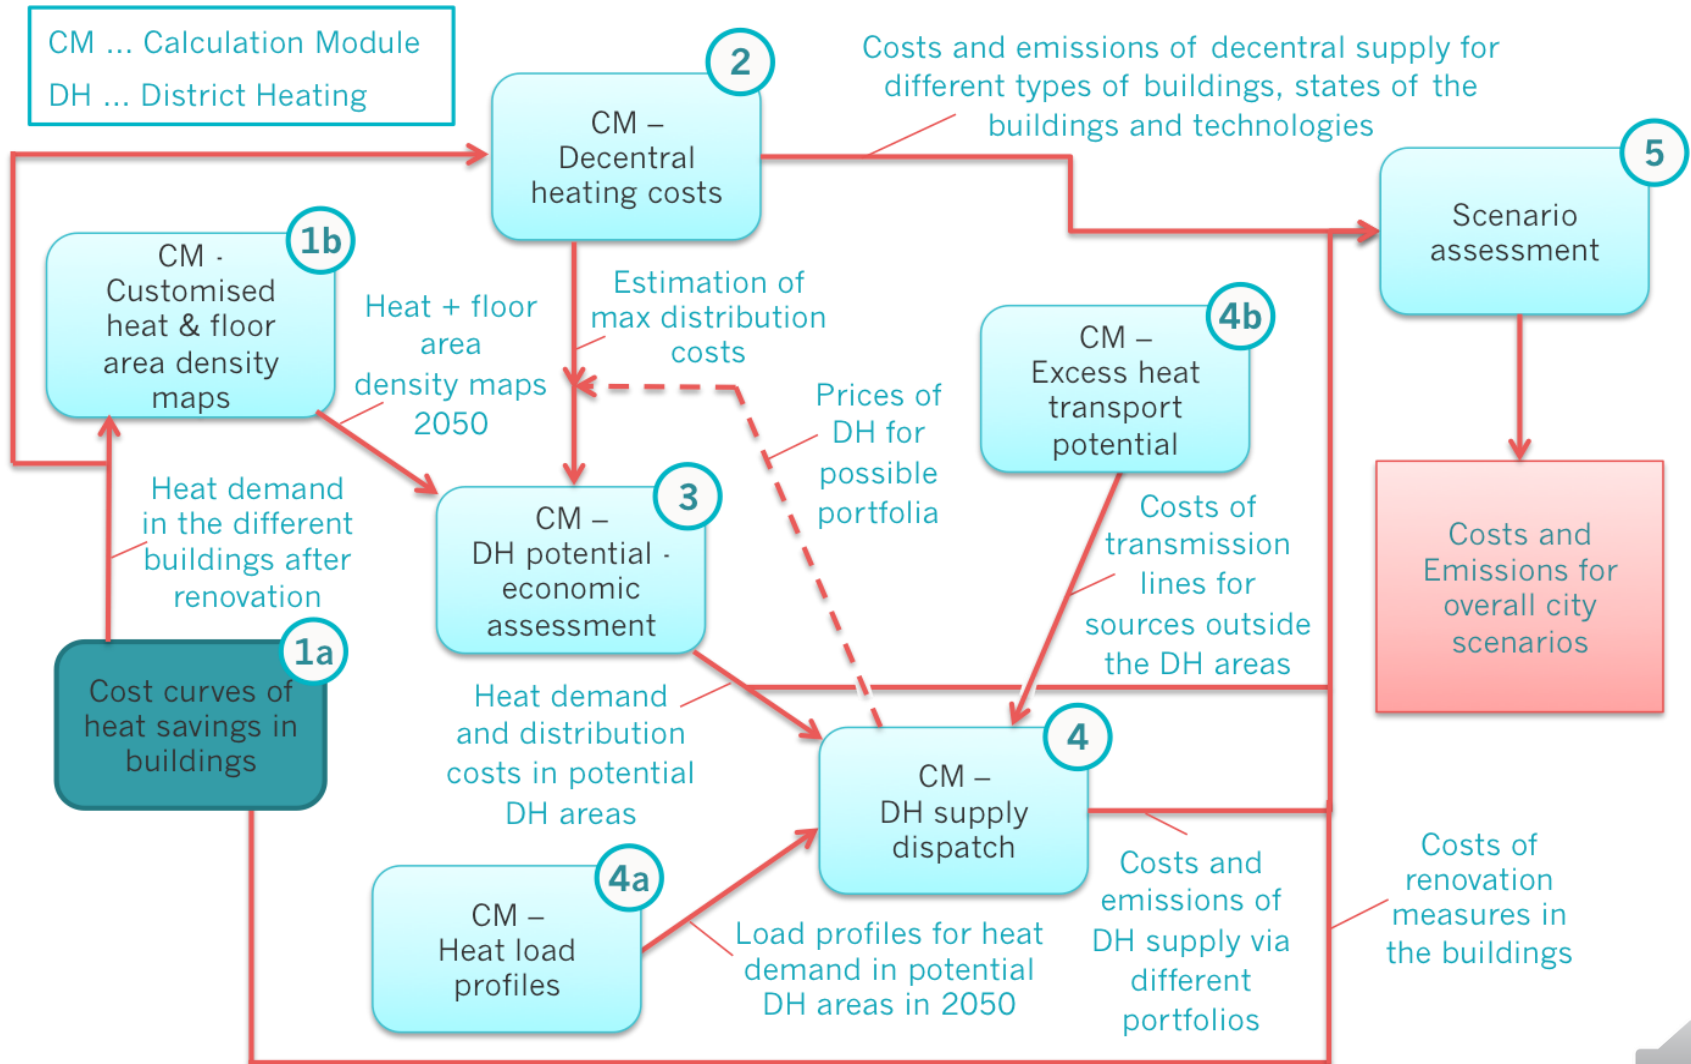 CM ... Calculation Module
DH ... District Heating
2
CM –
Decentral
heating costs
Costs and emissions of decentral supply for
different types of buildings, states of the
buildings and technologies
5
Scenario
assessment
1b
CM -
Customised
heat & floor
area density
maps
Heat + floor
area
density maps
2050
Estimation of
max distribution
costs
4b
CM –
Excess heat
transport
potential
Prices of
DH for
possible
portfolia
Heat demand
in the different
buildings after
renovation
3
CM –
DH potential -
economic
assessment
Costs of
transmission
lines for
sources outside
the DH areas
Costs and
Emissions for
overall city
scenarios
1a
Cost curves of
heat savings in
buildings
Heat demand
and distribution
costs in potential
DH areas
4
CM –
DH supply
dispatch
4a
CM –
Heat load
profiles
Load profiles for heat
demand in potential
DH areas in 2050
Costs and
emissions of
DH supply via
different
portfolios
Costs of
renovation
measures in
the buildings